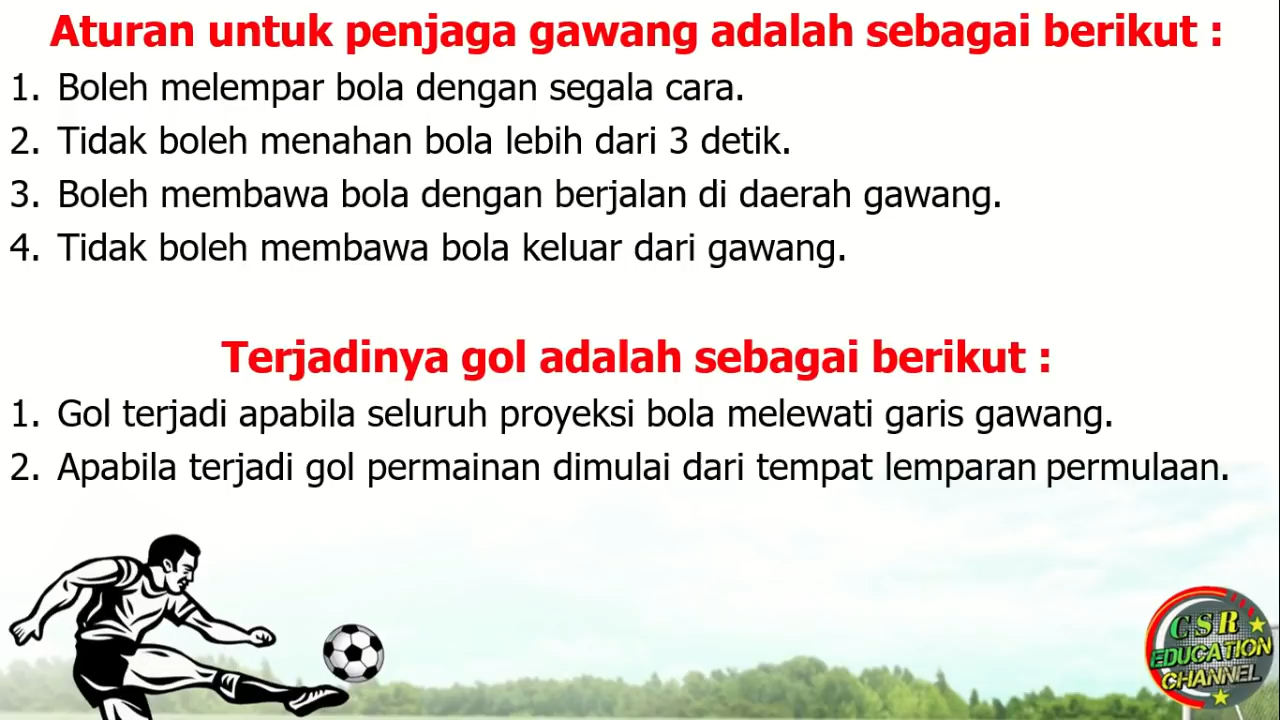 Aturan untuk penjaga gawang adalah sebagai berikut :
1. Boleh melempar bola dengan segala cara.
2. Tidak boleh menahan bola lebih dari 3 detik.
3. Boleh membawa bola dengan berjalan di daerah gawang.
4. Tidak boleh membawa bola keluar dari gawang.
Terjadinya gol adalah sebagai berikut :
1. Gol terjadi apabila seluruh proyeksi bola melewati garis gawang.
2. Apabila terjadi gol permainan dimulai dari tempat lemparan permulaan.
CSR
EDUCATION
CHANNEL